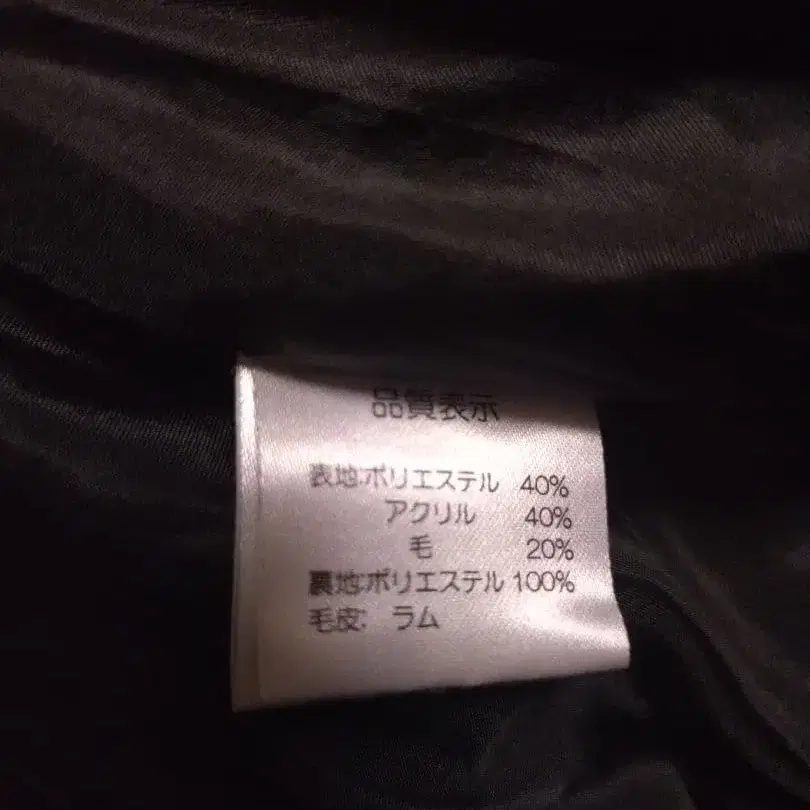 品質表示
表地:ポリエステル 40%
アクリル 40%
毛 20%
裏地:ポリエステル 100%
毛皮: ラム